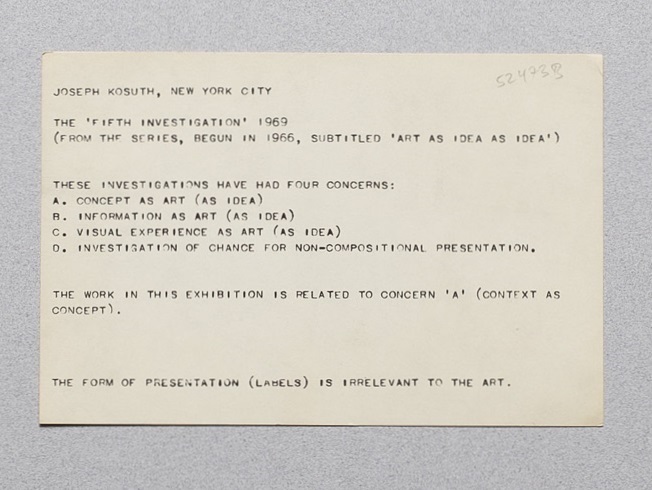 524739
JOSEPH KOSUTH, NEW YORK CITY
THE 'FIFTH INVESTIGATION' 1969
(FROM THE SERIES, BEGUN IN 1966, SUBTITLED 'ART AS IDEA AS IDEA')
THESE INVESTIGATIONS HAVE HAD FOUR CONCERNS:
A. CONCEPT AS ART (AS IDEA)
B. INFORMATION AS ART (AS IDEA)
C. VISUAL EXPERIENCE AS ART (AS IDEA)
D. INVESTIGATION OF CHANCE FOR NON-COMPOSITIONAL PRESENTATION.
THE WORK IN THIS EXHIBITION IS RELATED TO CONCERN 'A' (CONTEXT AS
CONCEPT).
THE FORM OF PRESENTATION (LABELS) IS IRRELEVANT TO THE ART.